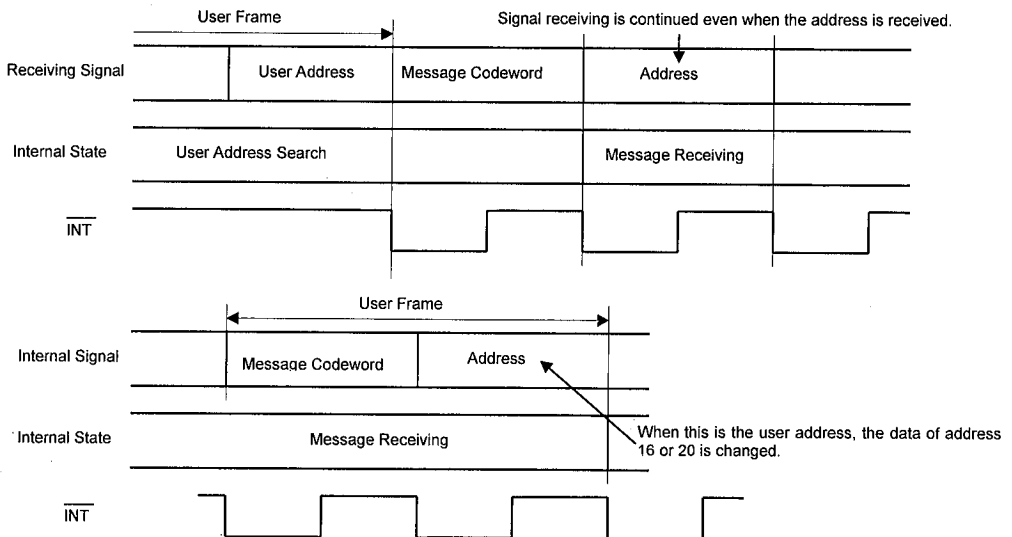 User Frame
Signal receiving is continued even when the address is received.
Receiving Signal
User Address
Message Codeword
Address
Internal State
User Address Search
Message Receiving
INT
User Frame
Internal Signal
Message Codeword
Address
Internal State
Message Receiving
When this is the user address, the data of address
16 or 20 is changed.
INT